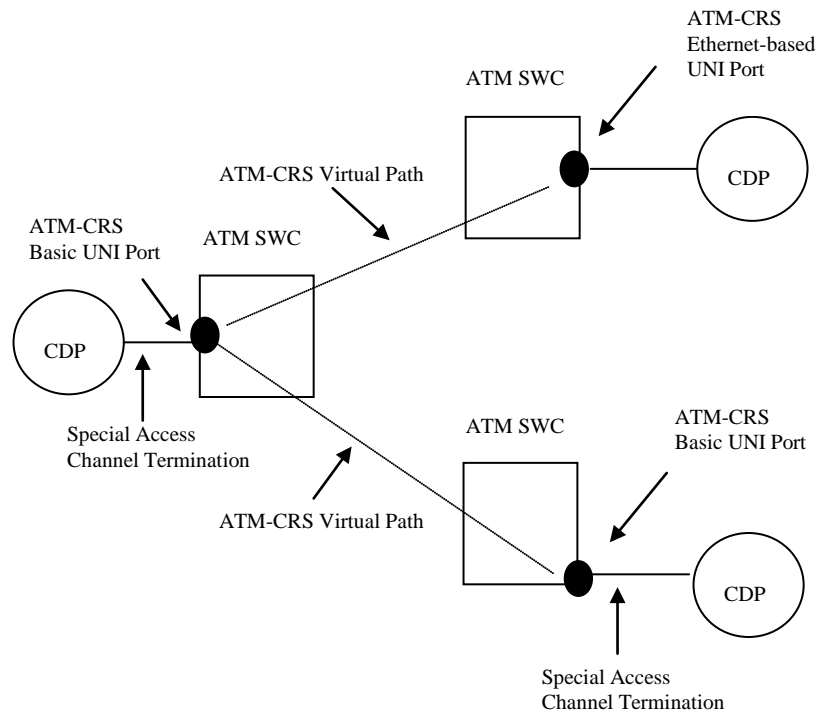 ATM-CRS
Ethernet-based
UNI Port
ATM SWC
CDP
ATM-CRS Virtual Path
ATM-CRS
Basic UNI Port
ATM SWC
CDP
Special Access
Channel Termination
ATM SWC
ATM-CRS
Basic UNI Port
ATM-CRS Virtual Path
CDP
Special Access
Channel Termination